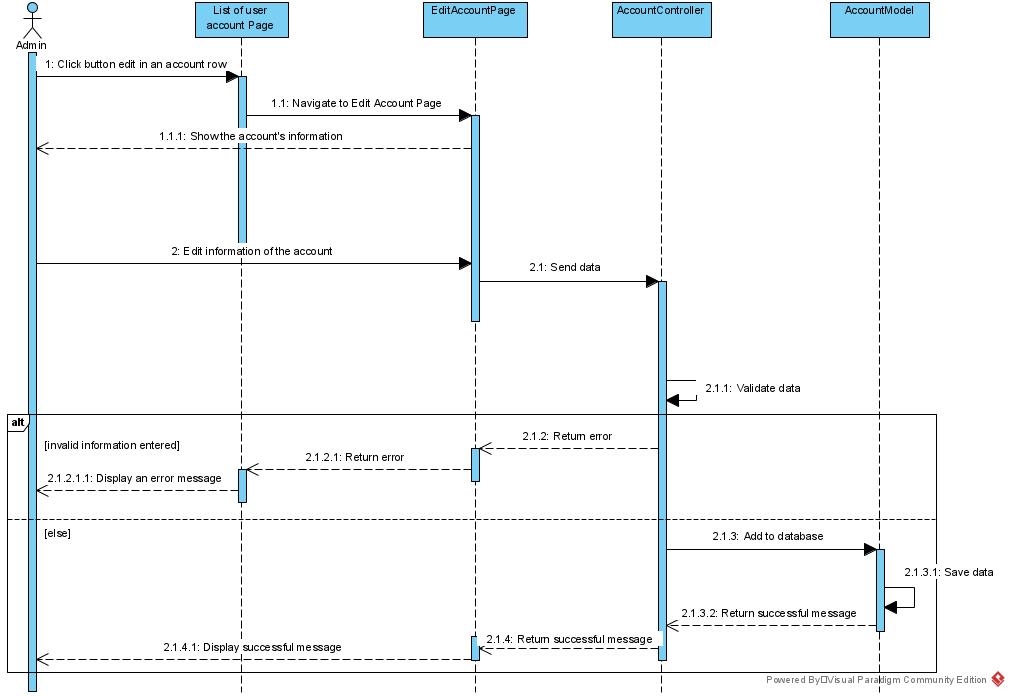 List of user
account Page
EditAccountPage
AccountController
AccountModel
Admin
1: Click button edit in an account row
1.1: Navigate to Edit Account Page
1.1.1: Show the account's information
2: Edit information of the account
2.1: Send data
2.1.1: Validate data
alt
[invalid information entered]
2.1.2: Return error
2.1.2.1: Return error
2.1.2.1.1: Display an error message
[else]
2.1.3: Add to database
2.1.3.1: Save data
2.1.3.2: Return successful message
2.1.4: Return successful message
2.1.4.1: Display successful message
Powered By Visual Paradigm Community Edition